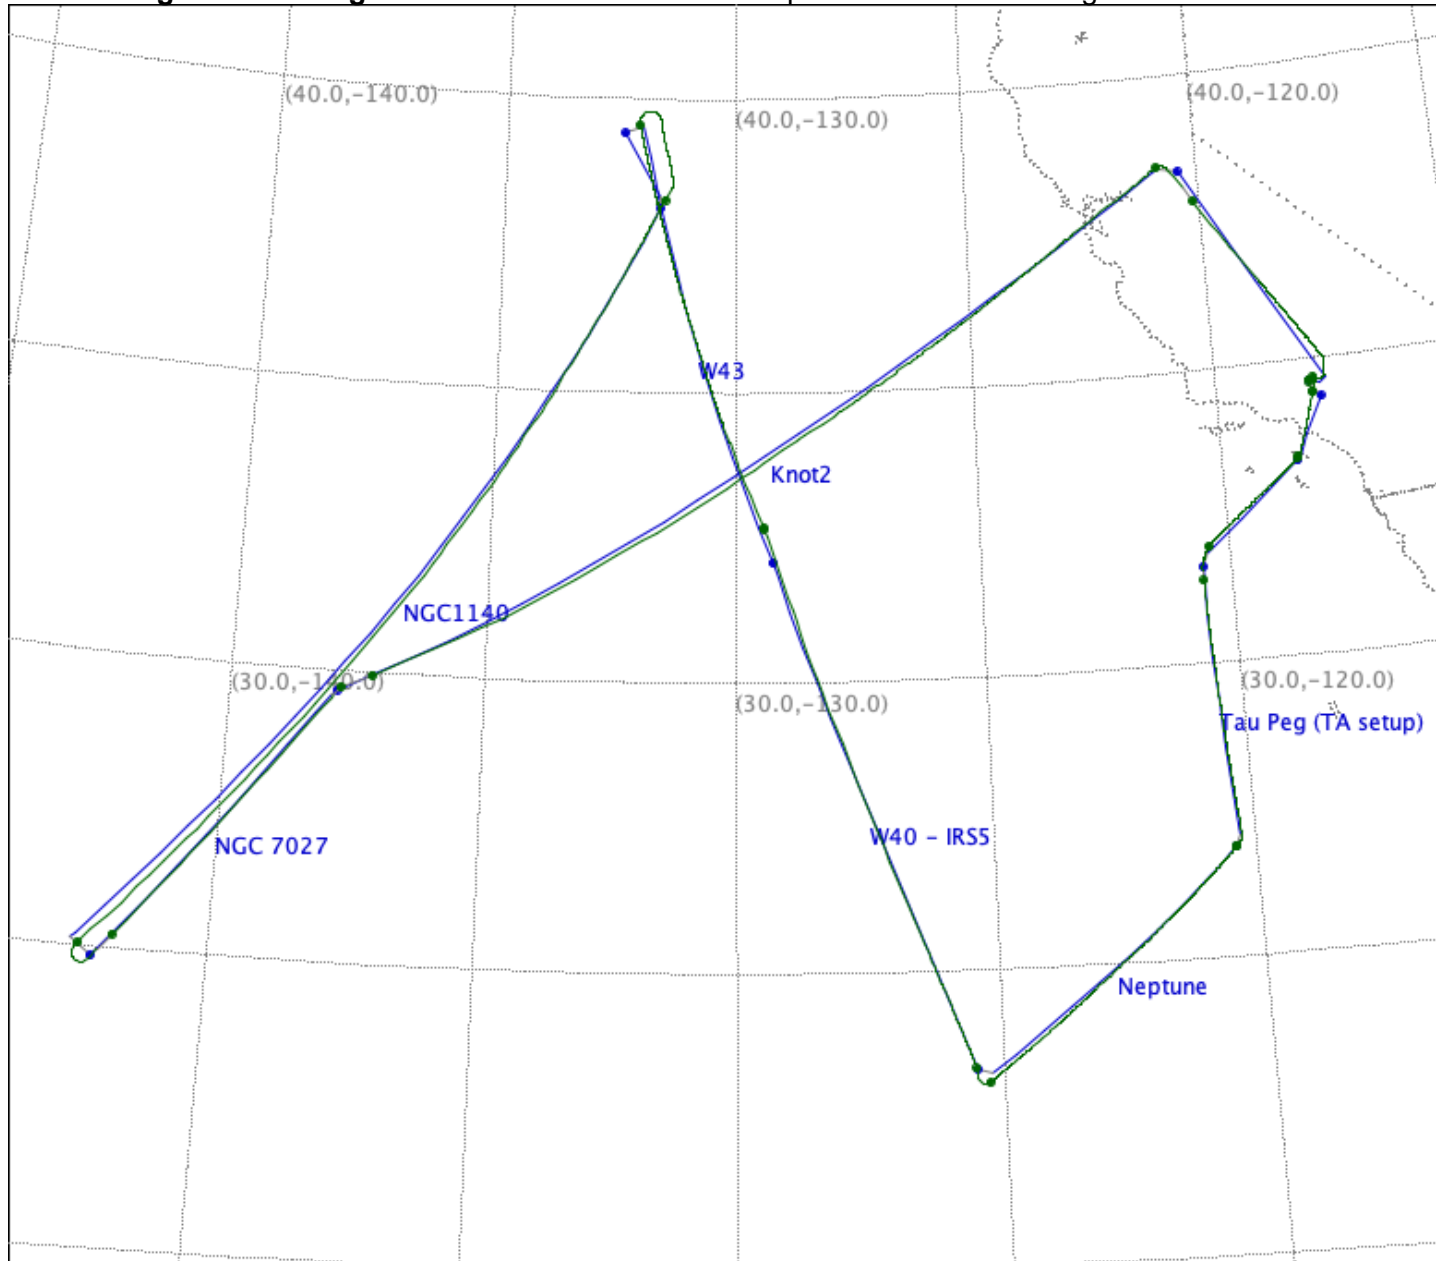 (40.0,-140.0)
(40.0,-130.0)
(40.0,-120.0)
W43
Knot2
NGC1140
(30.0,-140.0)
(30.0,-130.0)
(30.0,-120.0)
Tau Peg (TA setup)
W40 - IRS5
NGC 7027
Neptune